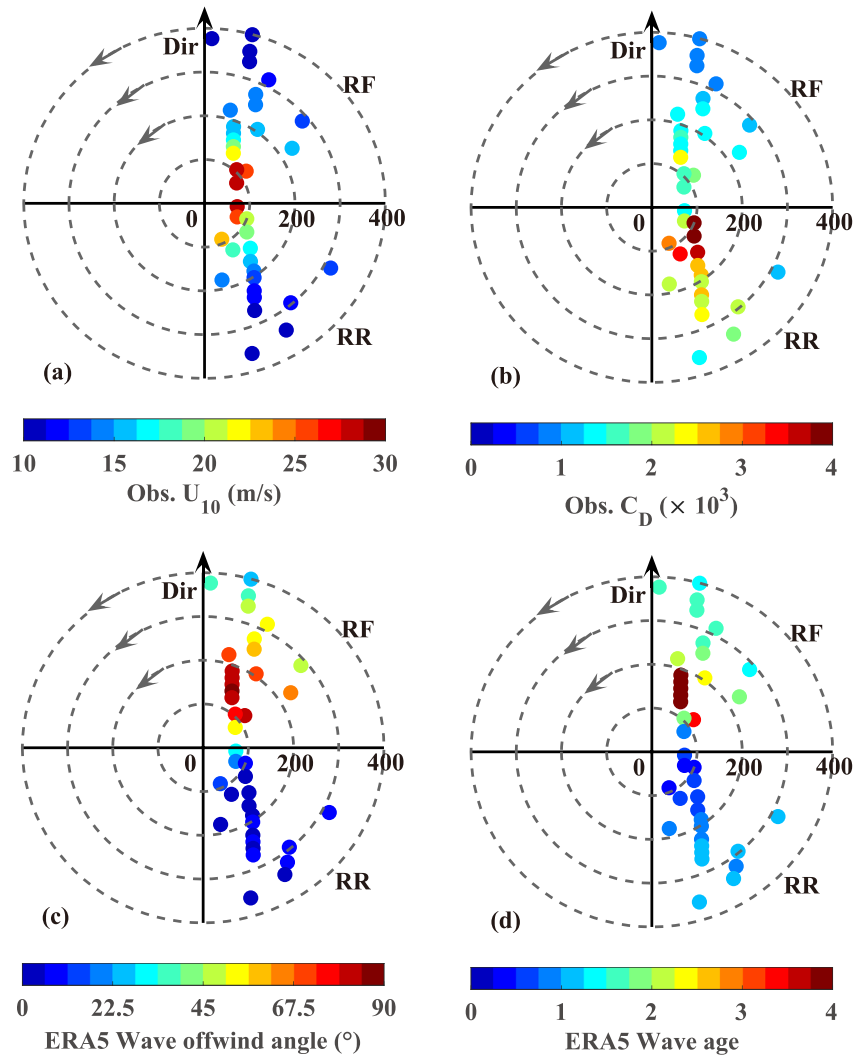 Dir
RF
0
200
400
RR
(a)
10
15
20
25
30
Obs. U₁₀ (m/s)
Dir
RF
0
200
400
RR
(b)
0
1
2
3
4
Obs. C_D (× 10³)
Dir
RF
0
200
400
RR
(c)
0
22.5
45
67.5
90
ERA5 Wave offwind angle (°)
Dir
RF
0
200
400
RR
(d)
0
1
2
3
4
ERA5 Wave age